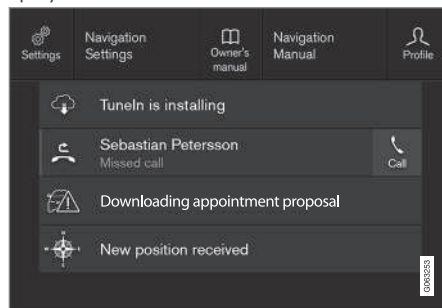 Navigation
Settings
Navigation
Manual
Settings
Owner's
manual
Profile
TuneIn is installing
Sebastian Petersson
Missed call
Call
Downloading appointment proposal
New position received
G063253